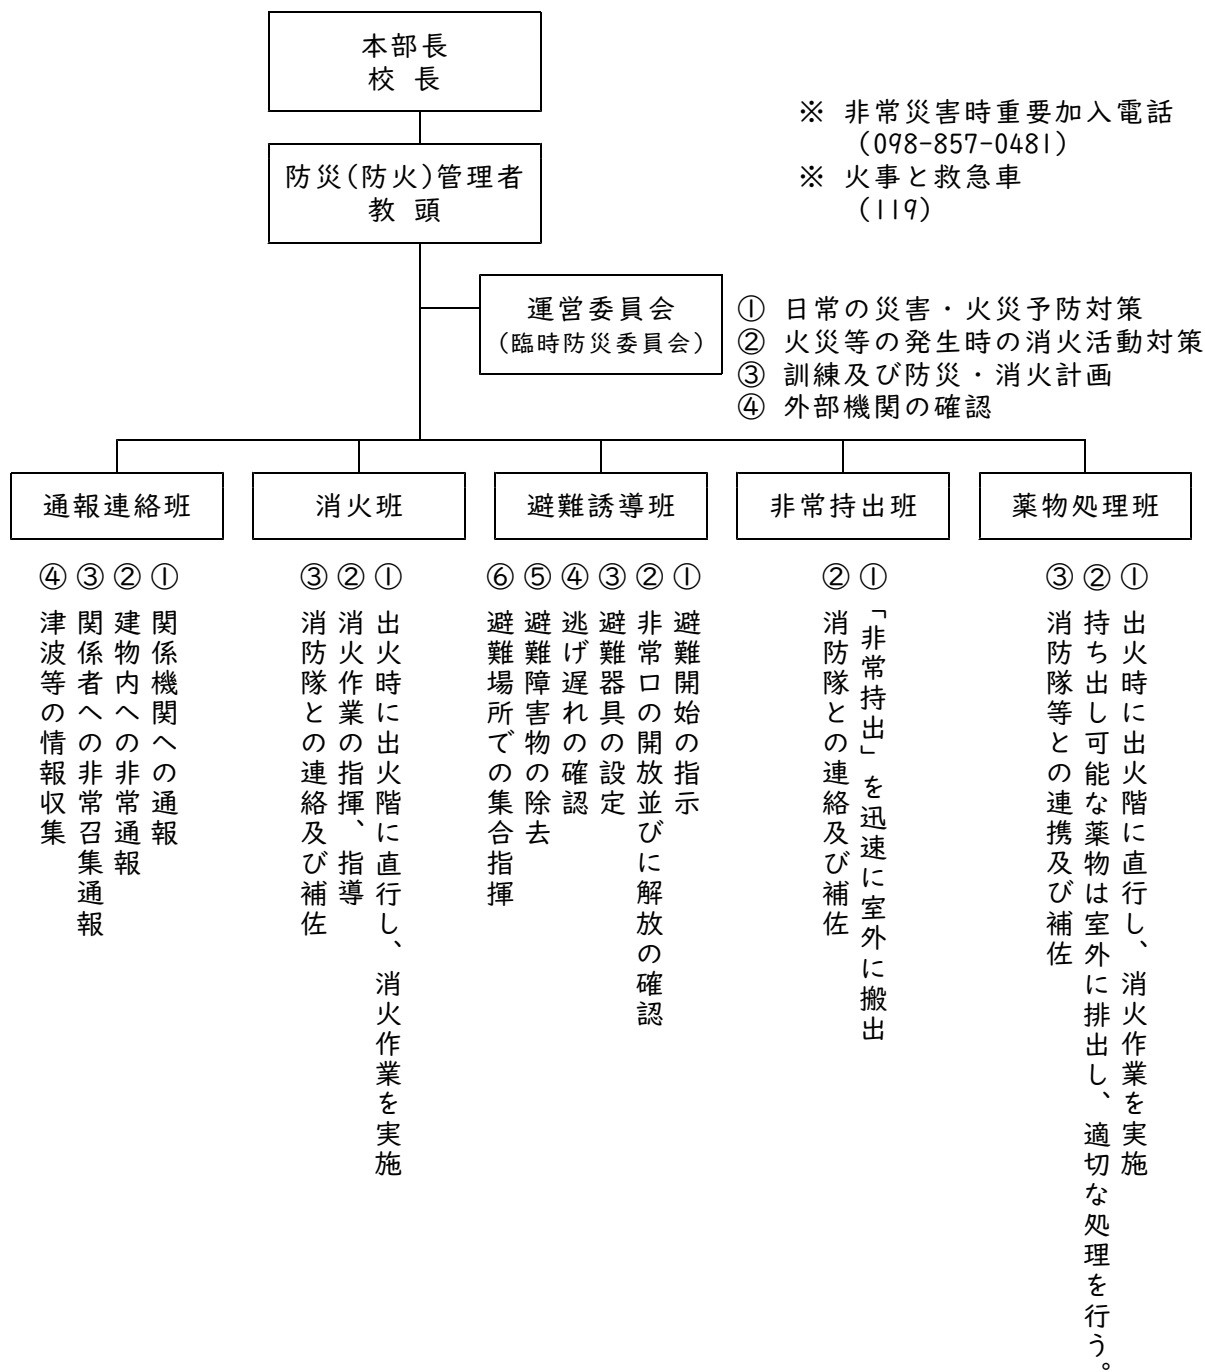 本部長
校 長
※ 非常災害時重要加入電話
(098-857-0481)
※ 火事と救急車
(119)
防災(防火)管理者
教 頭
運営委員会
(臨時防災委員会)
① 日常の災害・火災予防対策
② 火災等の発生時の消火活動対策
③ 訓練及び防災・消火計画
④ 外部機関の確認
通報連絡班
① 関係機関への通報
② 建物内への非常通報
③ 関係者への非常召集通報
④ 津波等の情報収集
消火班
① 出火時に出火階に直行し、消火作業を実施
② 消火作業の指揮、指導
③ 消防隊との連絡及び補佐
避難誘導班
① 避難開始の指示
② 非常口の開放並びに解放の確認
③ 避難器具の設定
④ 逃げ遅れの確認
⑤ 避難障害物の除去
⑥ 避難場所での集合指揮
非常持出班
① 「非常持出」を迅速に室外に搬出
② 消防隊との連絡及び補佐
薬物処理班
① 出火時に出火階に直行し、消火作業を実施
② 持ち出し可能な薬物は室外に排出し、適切な処理を行う。
③ 消防隊等との連携及び補佐